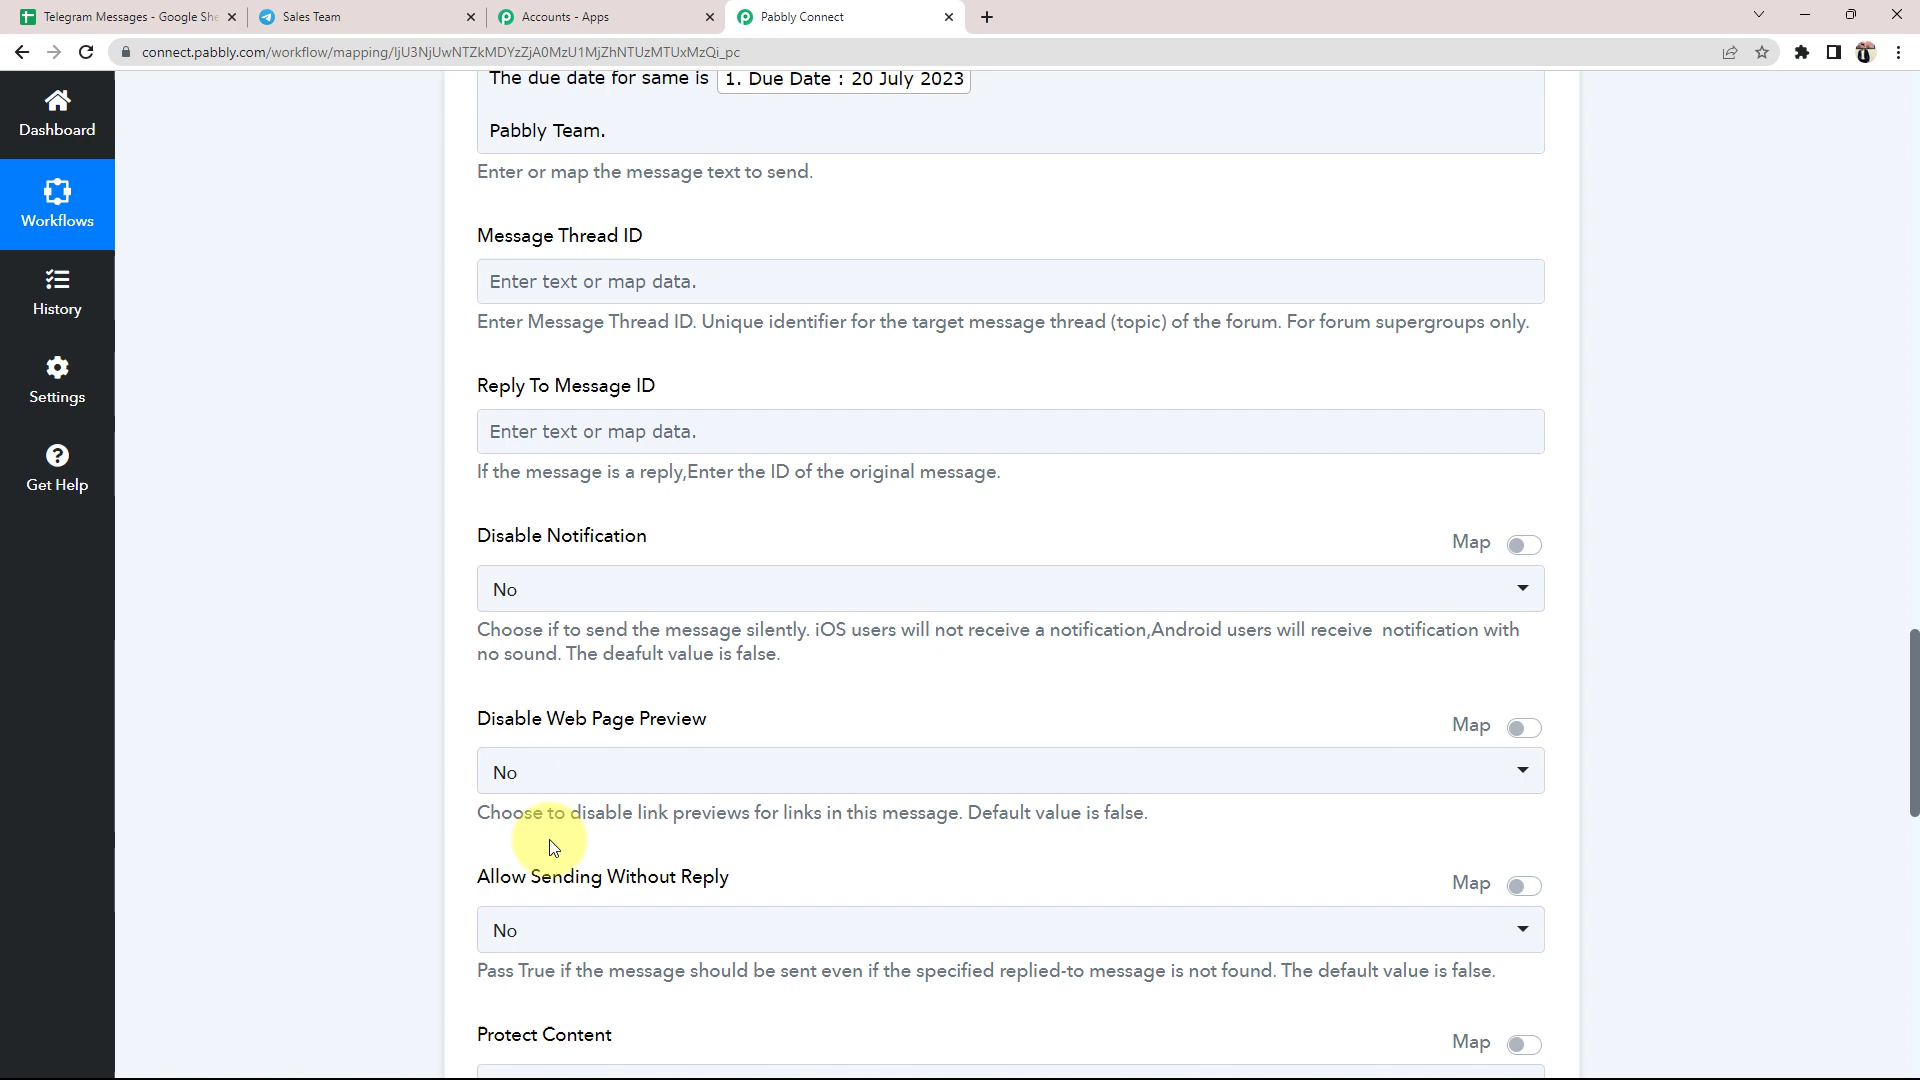 Telegram Messages - Google She
Sales Team
Accounts - Apps
Pabbly Connect
connect.pabbly.com/workflow/mapping/IjU3NjUwNTZkMDYzZjA0MzU1MjZhNTUzMTUxMzQi_pc
Dashboard
Workflows
History
Settings
Get Help
The due date for same is 1. Due Date : 20 July 2023
Pabbly Team.
Enter or map the message text to send.
Message Thread ID
Enter text or map data.
Enter Message Thread ID. Unique identifier for the target message thread (topic) of the forum. For forum supergroups only.
Reply To Message ID
Enter text or map data.
If the message is a reply,Enter the ID of the original message.
Disable Notification
Map
No
Choose if to send the message silently. iOS users will not receive a notification,Android users will receive notification with
no sound. The deafult value is false.
Disable Web Page Preview
Map
No
Choose to disable link previews for links in this message. Default value is false.
Allow Sending Without Reply
Map
No
Pass True if the message should be sent even if the specified replied-to message is not found. The default value is false.
Protect Content
Map